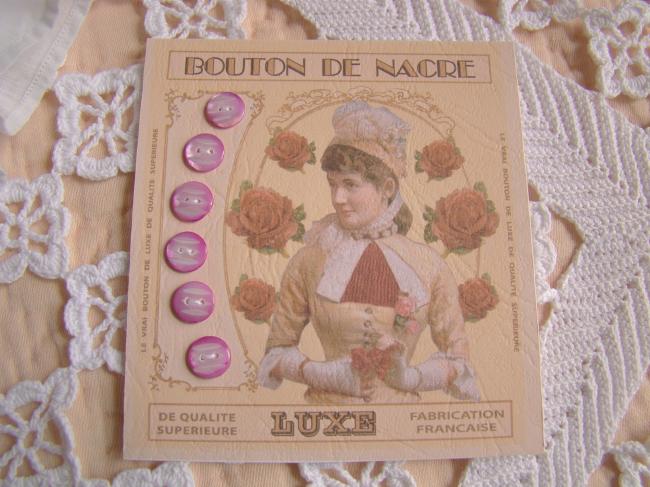 BOUTON DE NACRE
LE VRAI BOUTON DE LUXE DE QUALITE SUPERIEURE
LE VRAI BOUTON DE LUXE DE QUALITE SUPERIEURE
DE QUALITE
SUPERIEURE
LUXE
FABRICATION
FRANCAISE